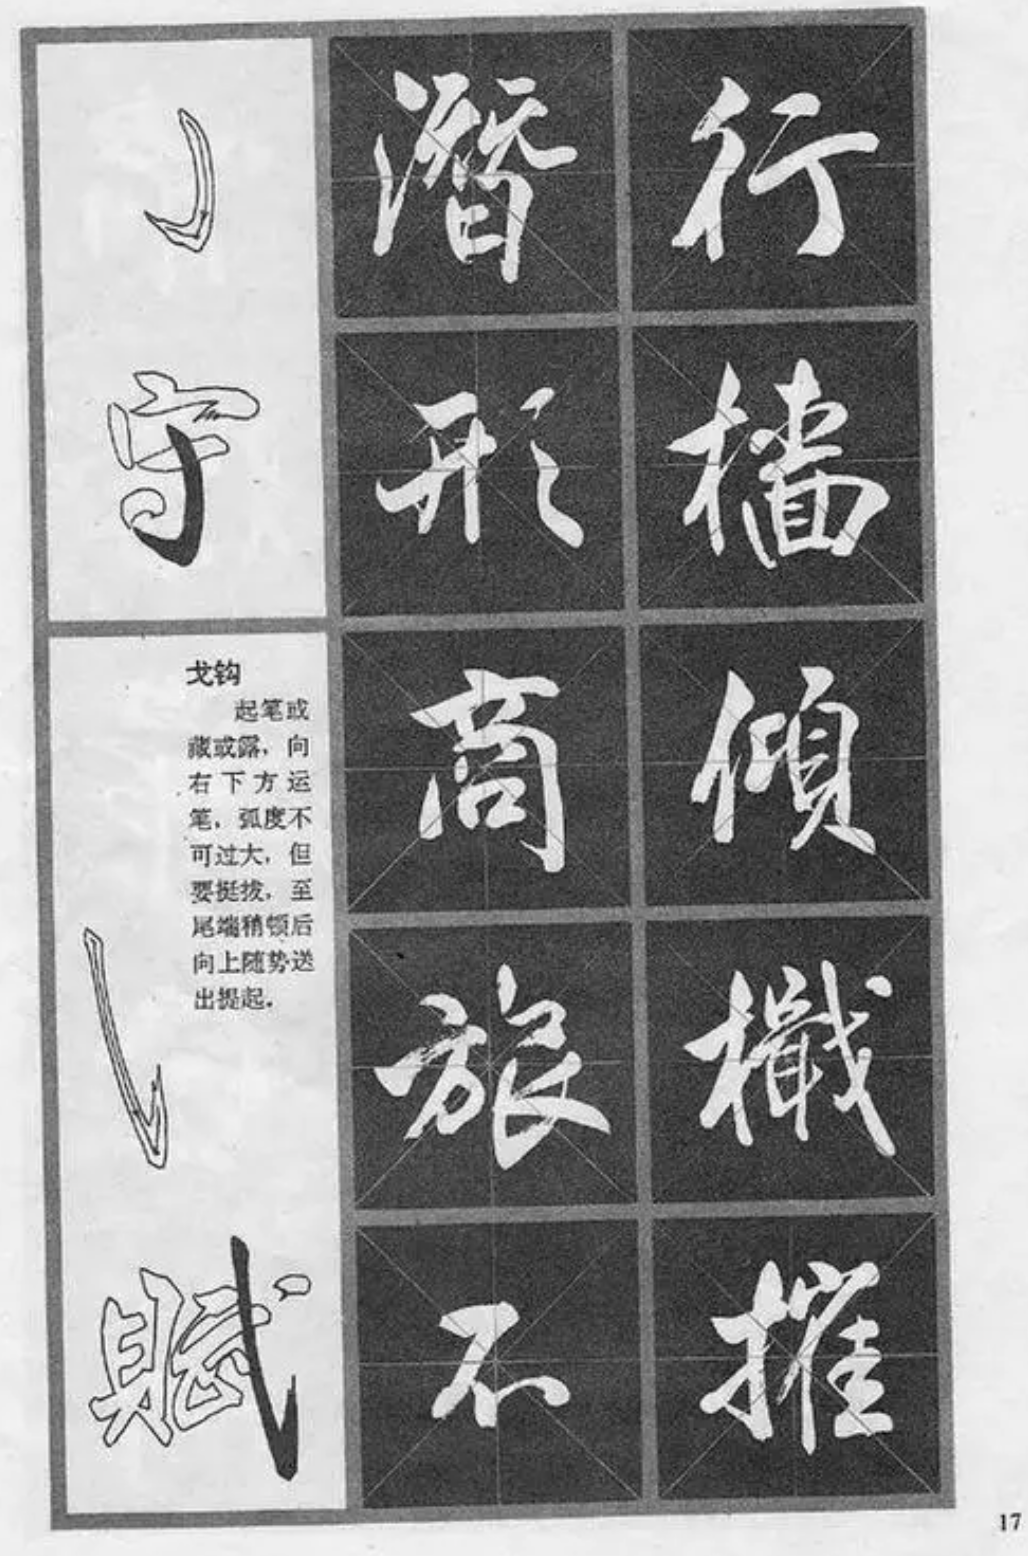 守
戈钩
起笔或
藏或露，向
右下方运
笔，弧度不
可过大，但
要挺拔，至
尾端稍顿后
向上随势送
出提起。
賦
潛
形
商
旅
不
行
檣
傾
檝
摧
17